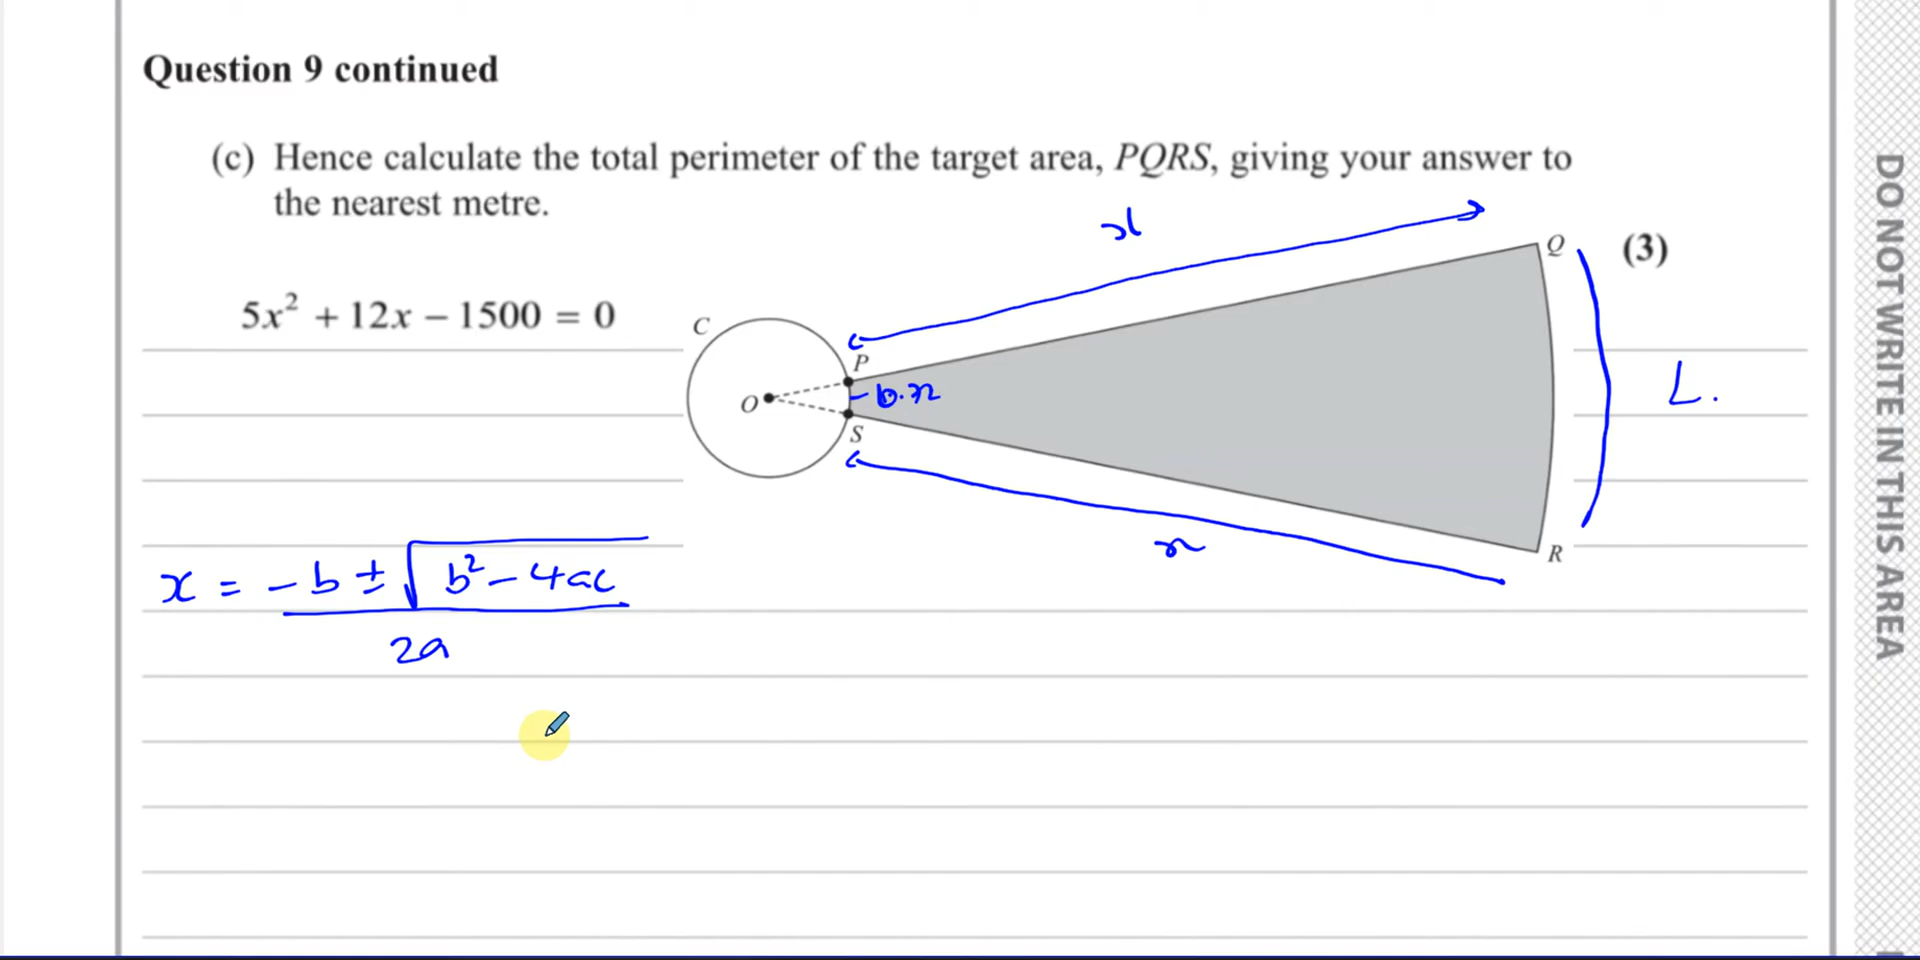 Question 9 continued
(c) Hence calculate the total perimeter of the target area, PQRS, giving your answer to
the nearest metre.
(3)
5x² + 12x − 1500 = 0
x
Q
C
P
O
S
L.
x
R
x = −b ± √(b² − 4ac)
2a
DO NOT WRITE IN THIS AREA